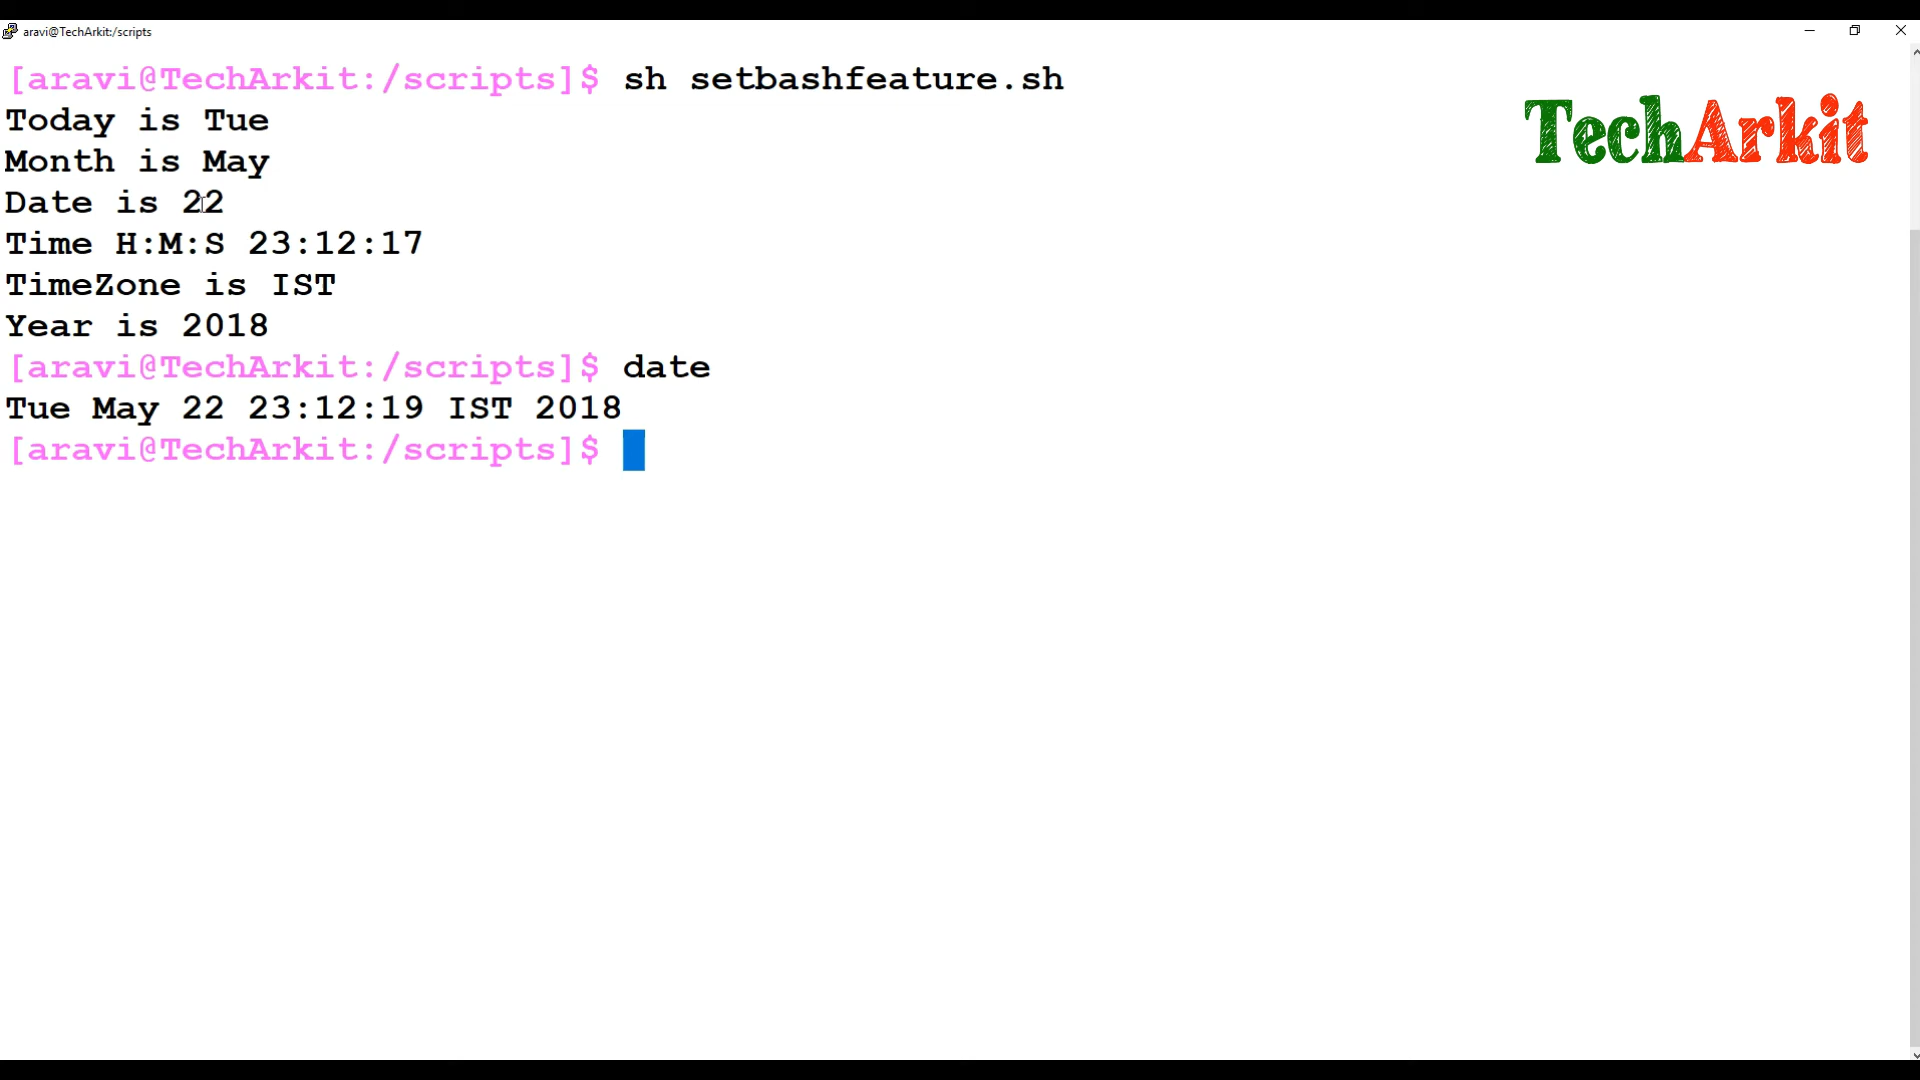 aravi@TechArkit:/scripts
[aravi@TechArkit:/scripts]$ sh setbashfeature.sh
TechArkit
Today is Tue
Month is May
Date is 22
Time H:M:S 23:12:17
TimeZone is IST
Year is 2018
[aravi@TechArkit:/scripts]$ date
Tue May 22 23:12:19 IST 2018
[aravi@TechArkit:/scripts]$